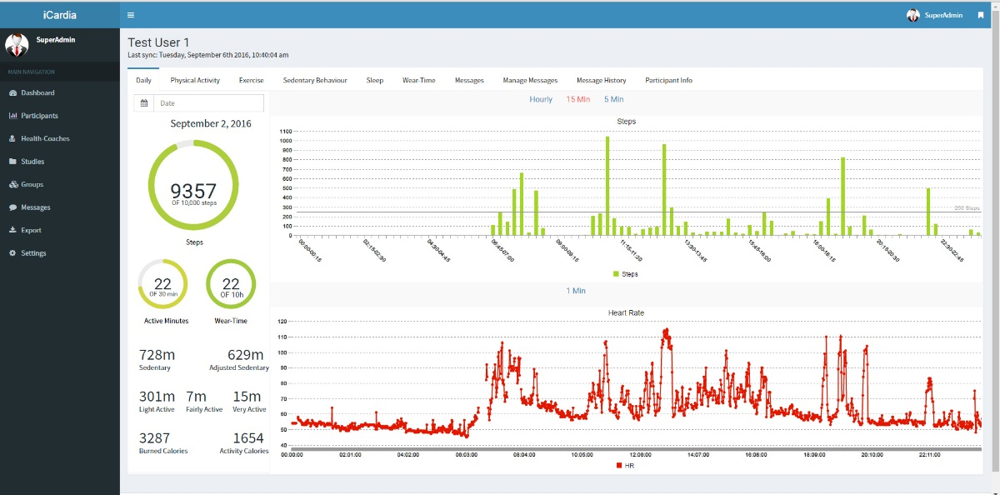 iCardia
SuperAdmin
SuperAdmin
MAIN NAVIGATION
Dashboard
Participants
Health-Coaches
Studies
Groups
Messages
Export
Settings
Test User 1
Last sync: Tuesday, September 6th 2016, 10:40:04 am
Daily Physical Activity Exercise Sedentary Behaviour Sleep Wear-Time Messages Manage Messages Message History Participant Info
Date
September 2, 2016
9357
OF 10,000 steps
Steps
22
OF 30 min
Active Minutes
22
OF 10h
Wear-Time
728m
Sedentary
629m
Adjusted Sedentary
301m
Light Active
7m
Fairly Active
15m
Very Active
3287
Burned Calories
1654
Activity Calories
Hourly 15 Min 5 Min
Steps
1100
1000
900
800
700
600
500
400
300
200
100
0
250 Steps
00:00-00:15
02:15-02:30
04:30-04:45
06:45-07:00
09:00-09:15
11:15-11:30
13:30-13:45
15:45-16:00
18:00-18:15
20:15-20:30
22:30-22:45
Steps
1 Min
Heart Rate
120
110
100
90
80
70
60
50
40
00:00:00 02:01:00 04:02:00 06:03:00 08:04:00 10:05:00 12:06:00 14:07:00 16:08:00 18:09:00 20:10:00 22:11:00
HR